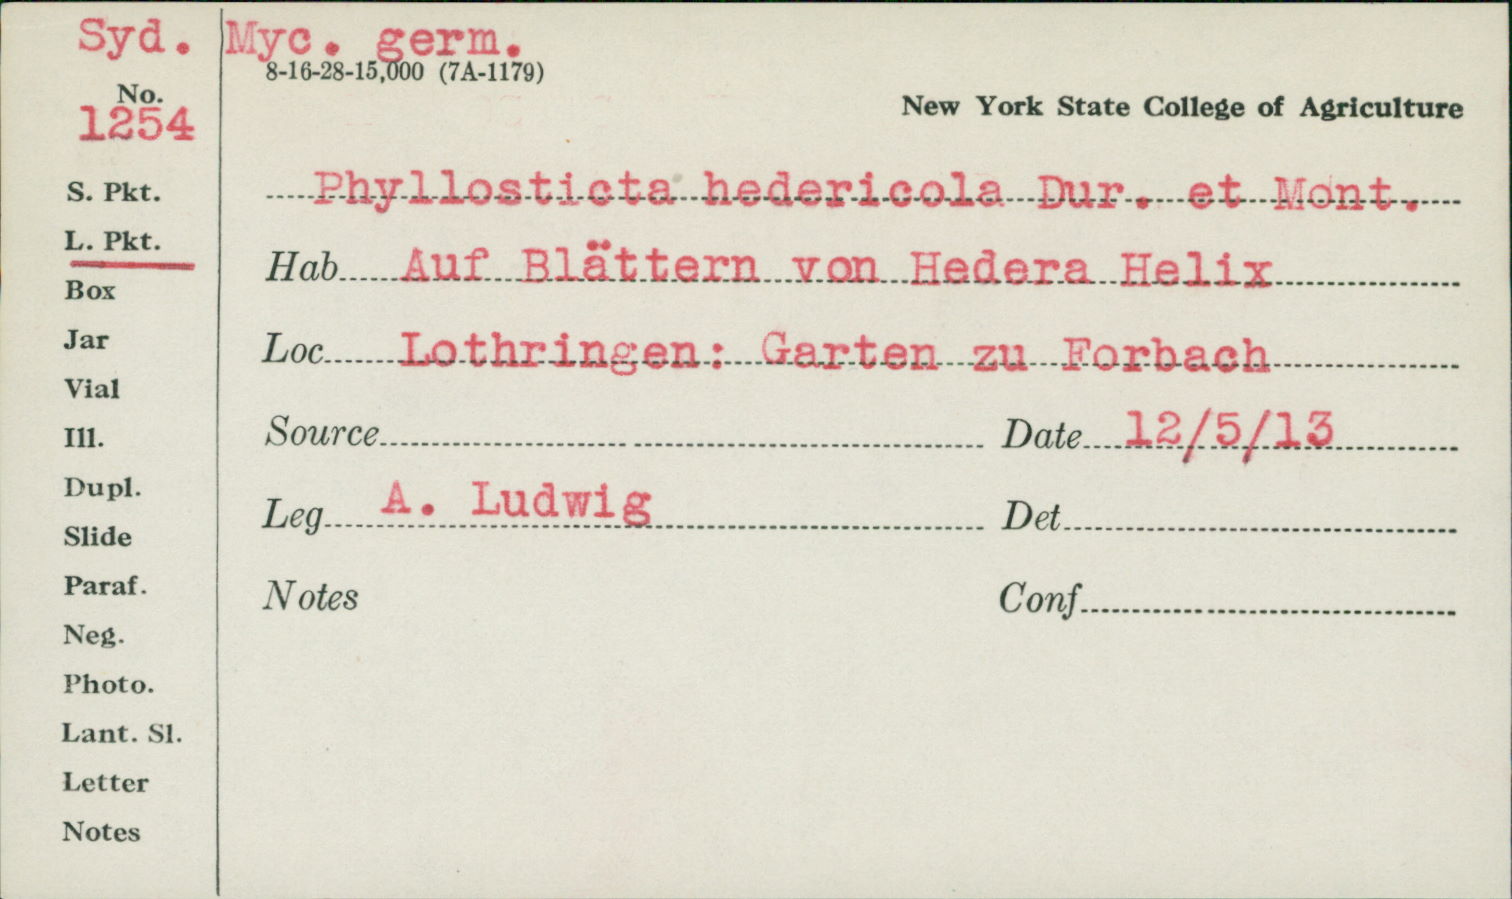 Syd. Myc. germ.
8-16-28-15,000 (7A-1179)
No.
1254
New York State College of Agriculture
S. Pkt.
Phyllosticta hedericola Dur. et Mont.
L. Pkt.
Hab Auf Blättern von Hedera Helix
Box
Jar
Loc Lothringen: Garten zu Forbach
Vial
Ill.
Source Date 12/5/13
Dupl.
Slide
Leg A. Ludwig Det
Paraf.
Notes Conf
Neg.
Photo.
Lant. Sl.
Letter
Notes